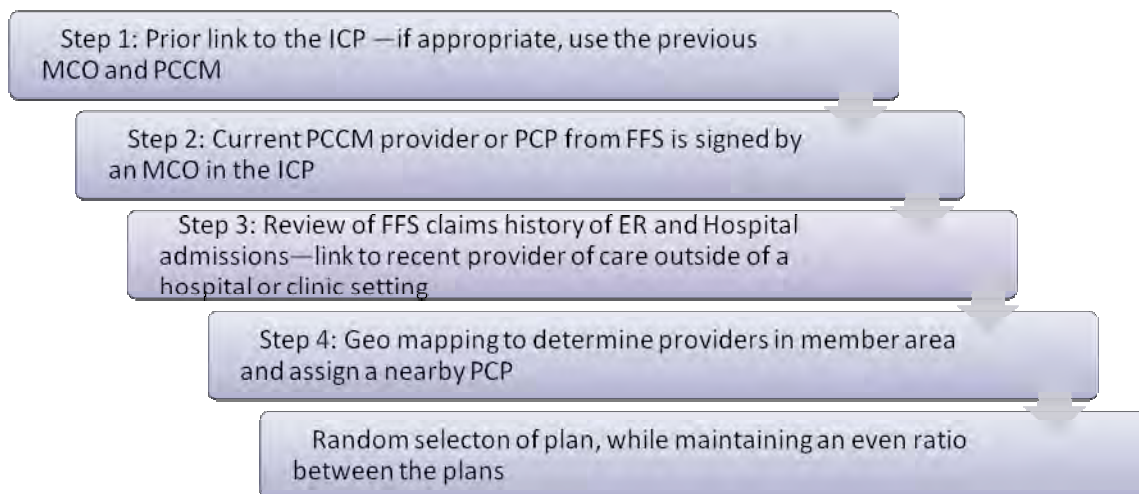 Step 1: Prior link to the ICP —if appropriate, use the previous
MCO and PCCM
Step 2: Current PCCM provider or PCP from FFS is signed by
an MCO in the ICP
Step 3: Review of FFS claims history of ER and Hospital
admissions—link to recent provider of care outside of a
hospital or clinic setting
Step 4: Geo mapping to determine providers in member area
and assign a nearby PCP
Random selecton of plan, while maintaining an even ratio
between the plans